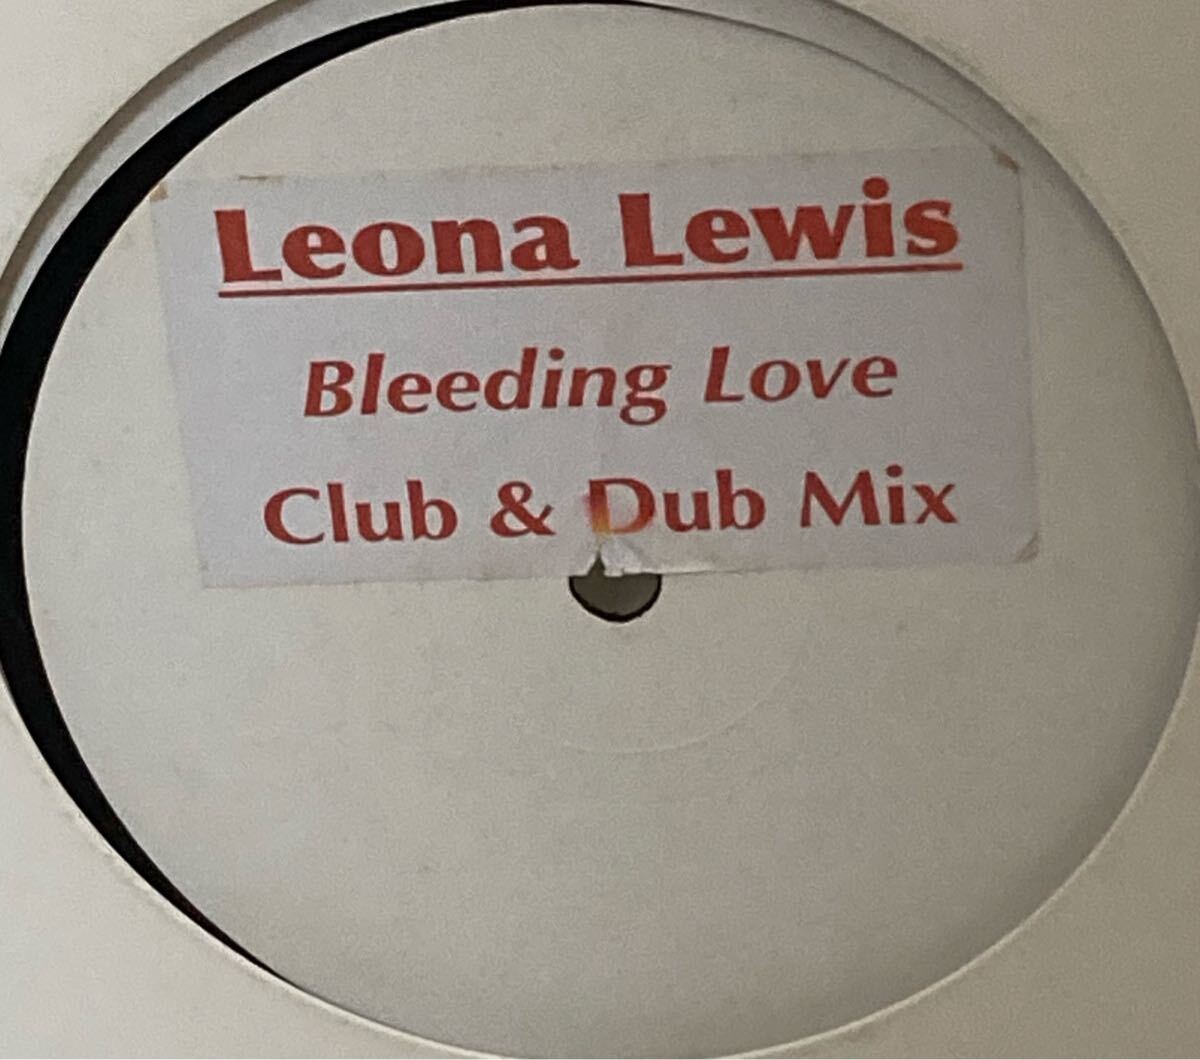 Leona Lewis
Bleeding Love
Club & Dub Mix